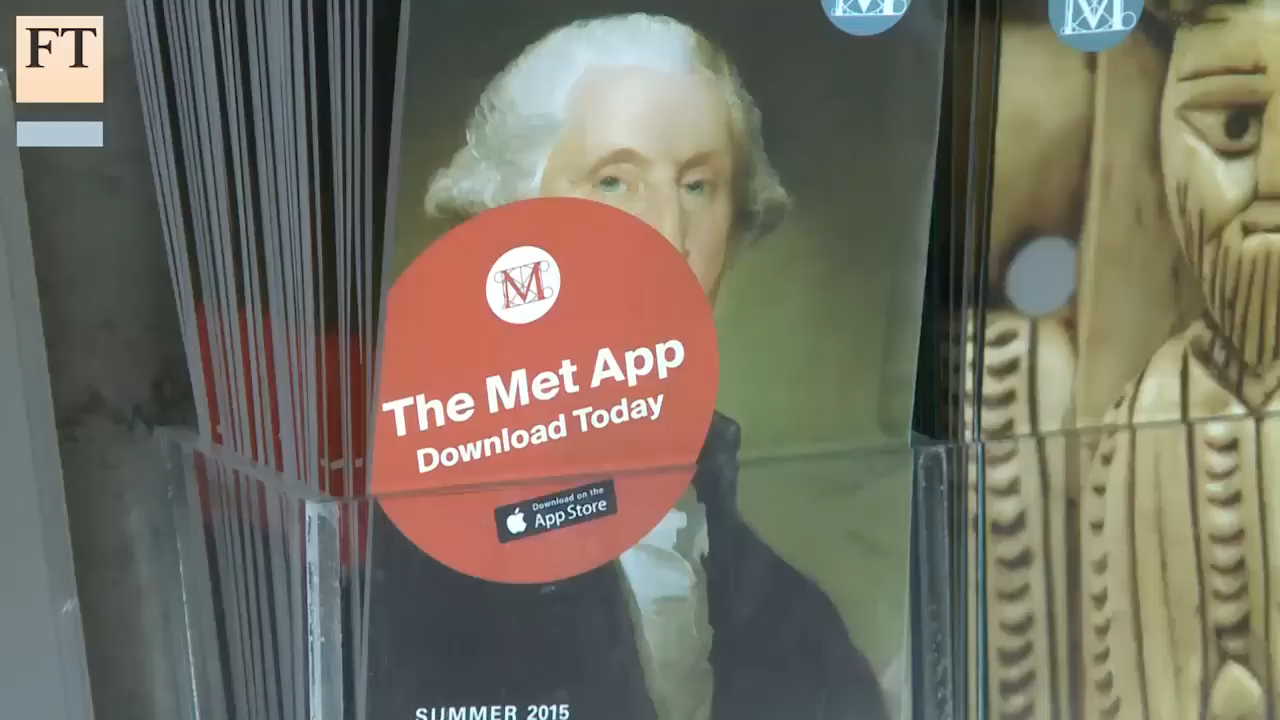 FT
M
The Met App
Download Today
Download on the
App Store
SUMMER 2015